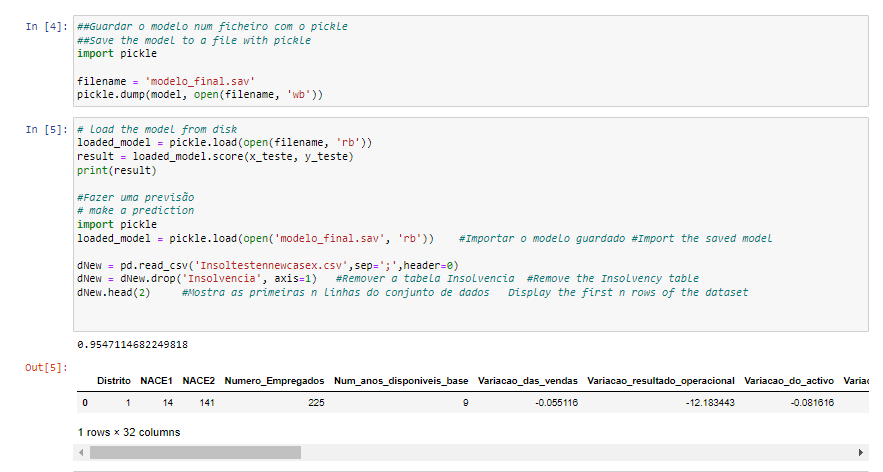 In [4]: ##Guardar o modelo num ficheiro com o pickle
##Save the model to a file with pickle
import pickle
filename = 'modelo_final.sav'
pickle.dump(model, open(filename, 'wb'))
In [5]: # Load the model from disk
loaded_model = pickle.load(open(filename, 'rb'))
result = loaded_model.score(x_teste, y_teste)
print(result)
#Fazer uma previsão
# make a prediction
import pickle
loaded_model = pickle.load(open('modelo_final.sav', 'rb')) #Importar o modelo guardado #Import the saved model
dNew = pd.read_csv('Insoltestennewcasex.csv',sep=';',header=0)
dNew = dNew.drop('Insolvencia', axis=1) #Remover a tabela Insolvencia #Remove the Insolvency table
dNew.head(2) #Mostra as primeiras n linhas do conjunto de dados Display the first n rows of the dataset
0.9547114682249818
Out[5]:
Distrito NACE1 NACE2 Numero_Empregados Num_anos_disponiveis_base Variacao_das_vendas Variacao_resultado_operacional Variacao_do_activo Variac
0 1 14 141 225 9 -0.055116 -12.183443 -0.081616
1 rows × 32 columns